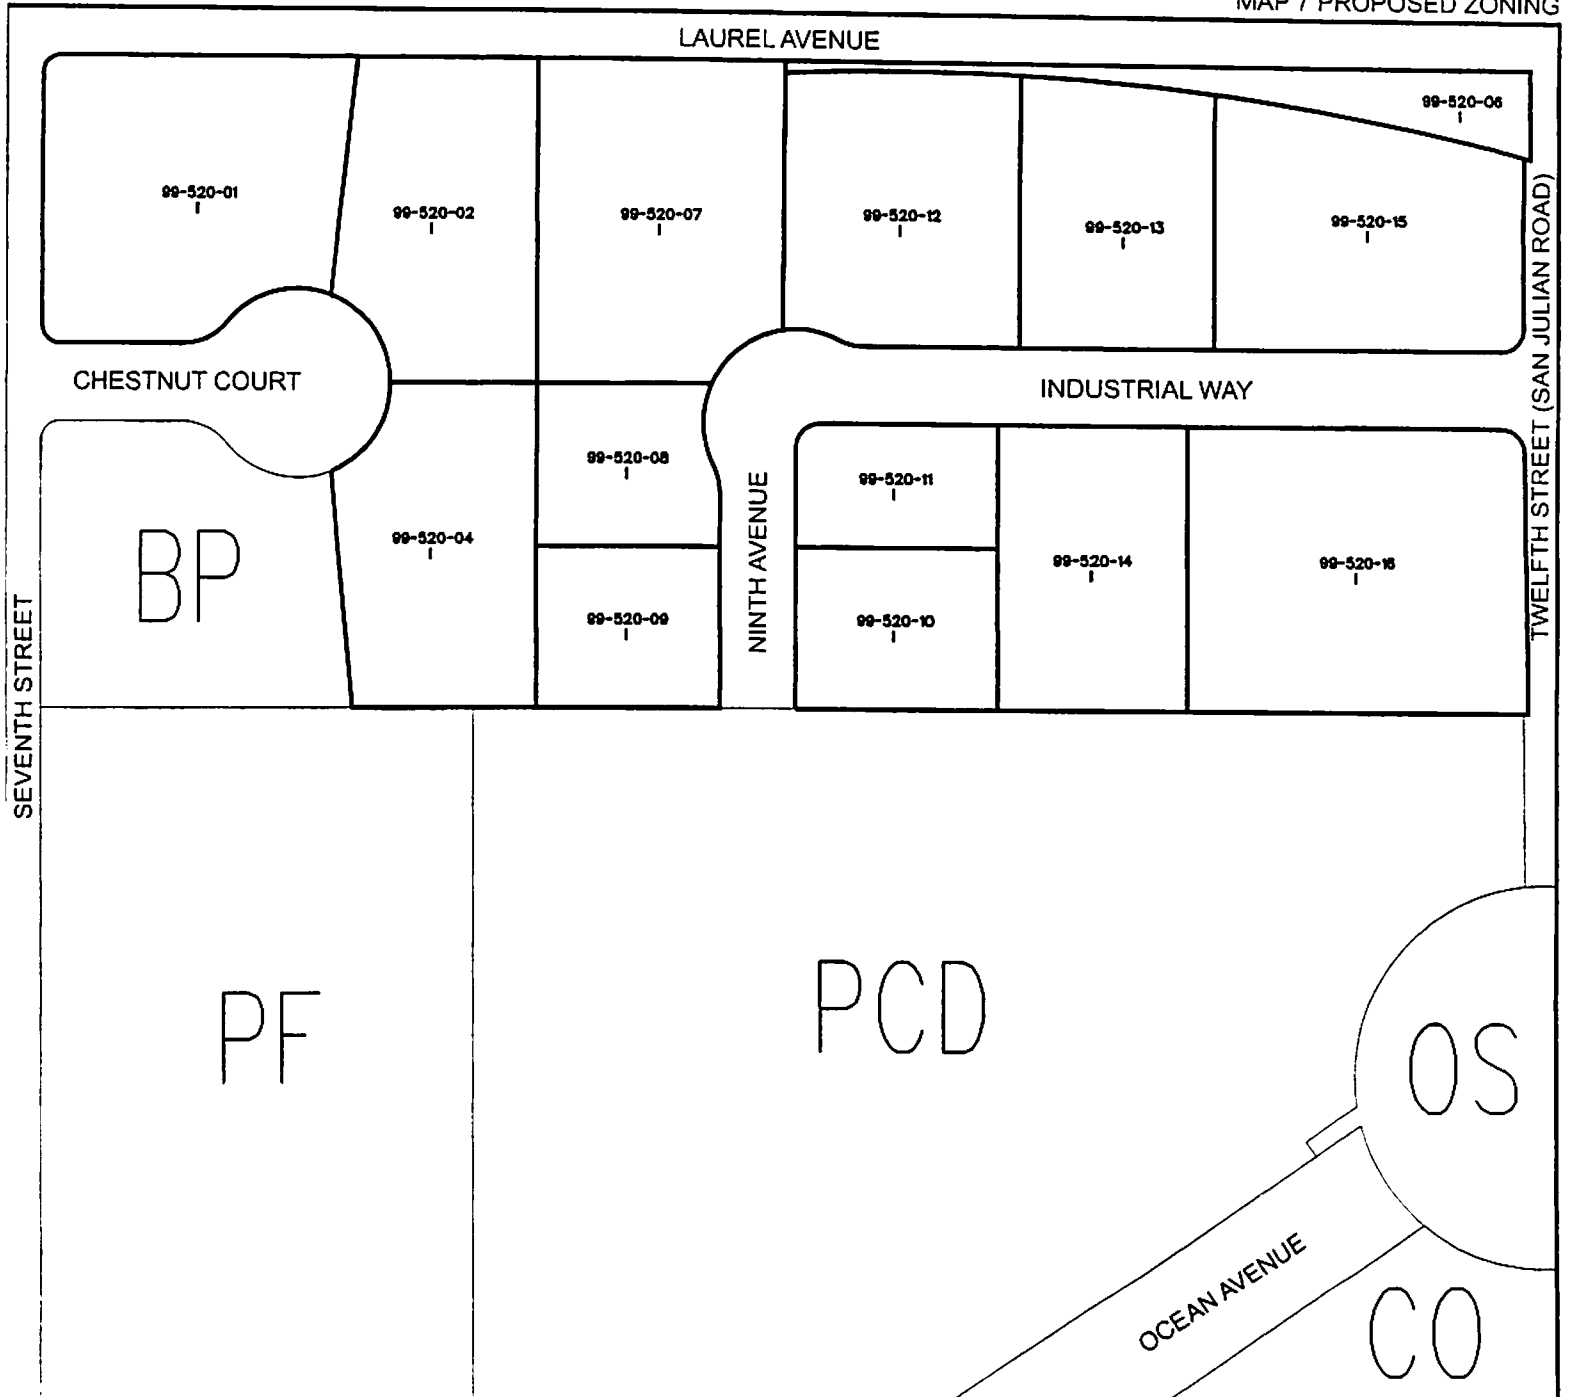 MAP 7 PROPOSED ZONING
LAUREL AVENUE
99-520-06
I
99-520-01
I
99-520-02
I
99-520-07
I
99-520-12
I
99-520-13
I
99-520-15
I
TWELFTH STREET (SAN JULIAN ROAD)
CHESTNUT COURT
INDUSTRIAL WAY
99-520-08
I
99-520-11
I
NINTH AVENUE
BP
99-520-04
I
99-520-14
I
99-520-16
I
99-520-09
I
99-520-10
I
SEVENTH STREET
PF
PCD
OS
OCEAN AVENUE
CO